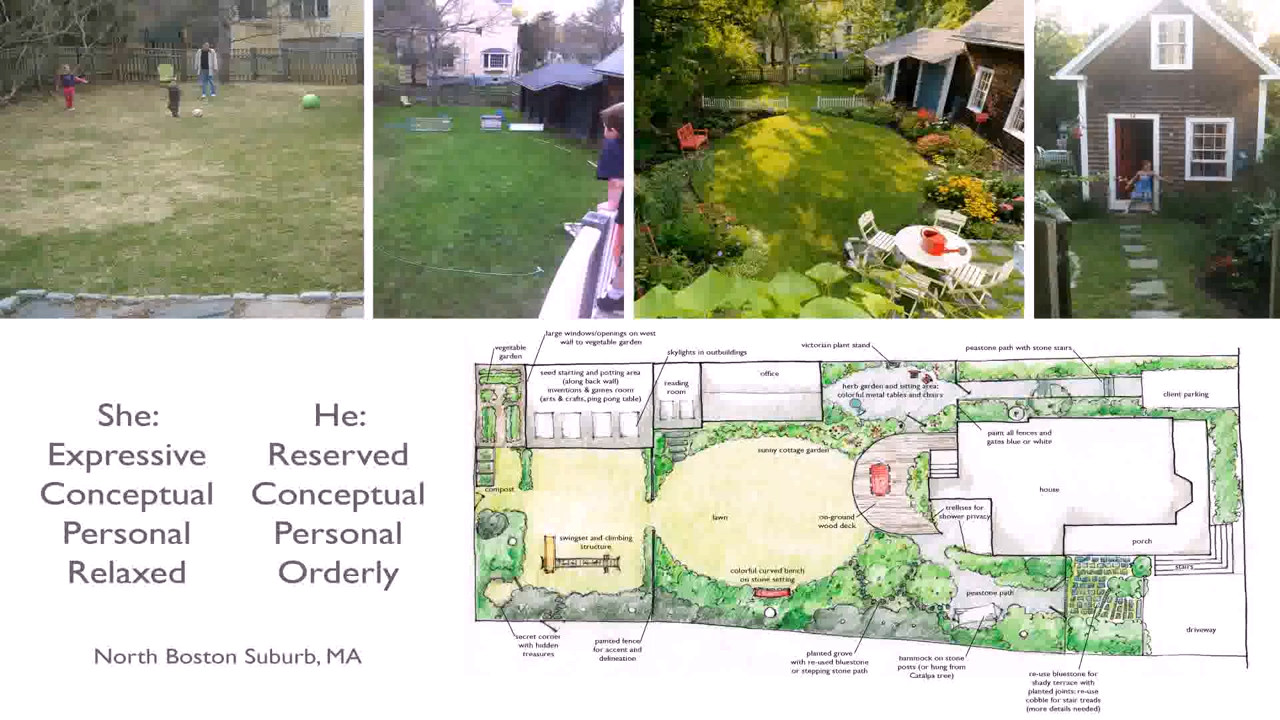 She:
Expressive
Conceptual
Personal
Relaxed
He:
Reserved
Conceptual
Personal
Orderly
North Boston Suburb, MA
vegetable
garden
large windows/openings on west
wall to vegetable garden
skylights in outbuildings
victorian plant stand
peastone path with stone stairs
seed starting and potting area
(along back wall)
inventions & games room
(arts & crafts, ping pong table)
reading
room
office
herb garden and sitting area:
colorful metal tables and chairs
client parking
paint all fences and
gates blue or white
sunny cottage garden
house
compost
lawn
on-ground
wood deck
trellises for
shower privacy
swingset and climbing
structure
porch
colorful curved bench
on stone setting
stairs
peastone path
driveway
secret corner
with hidden
treasures
painted fence
for accent and
delineation
planted grove
with re-used bluestone
or stepping stone path
hammock on stone
posts (or hung from
Catalpa tree)
re-use bluestone for
shady terrace with
planted joints: re-use
cobble for stair treads
(more details needed)